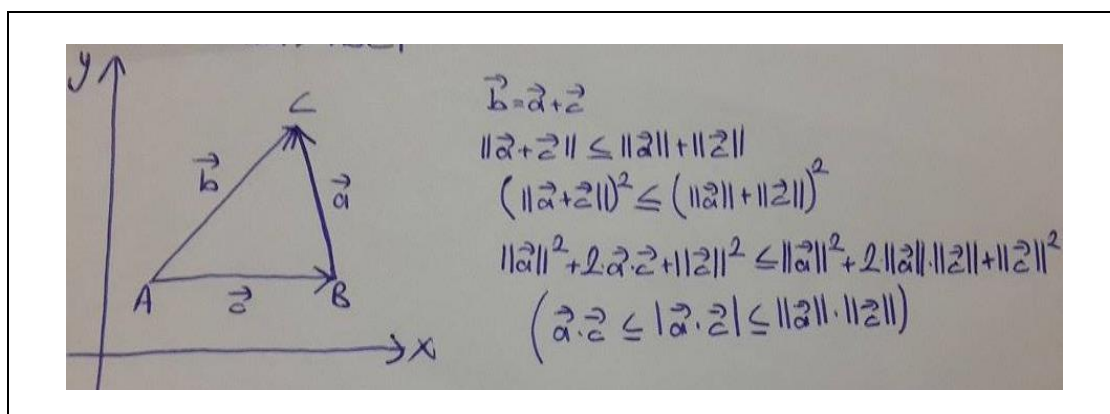 y
C
b⃗
a⃗
A
c⃗
B
x
b⃗=a⃗+c⃗
||a⃗+c⃗|| ≤ ||a⃗||+||c⃗||
(||a⃗+c⃗||)² ≤ (||a⃗||+||c⃗||)²
||a⃗||²+2·a⃗·c⃗+||c⃗||² ≤ ||a⃗||²+2||a⃗||·||c⃗||+||c⃗||²
(a⃗·c⃗ ≤ |a⃗·c⃗| ≤ ||a⃗||·||c⃗||)